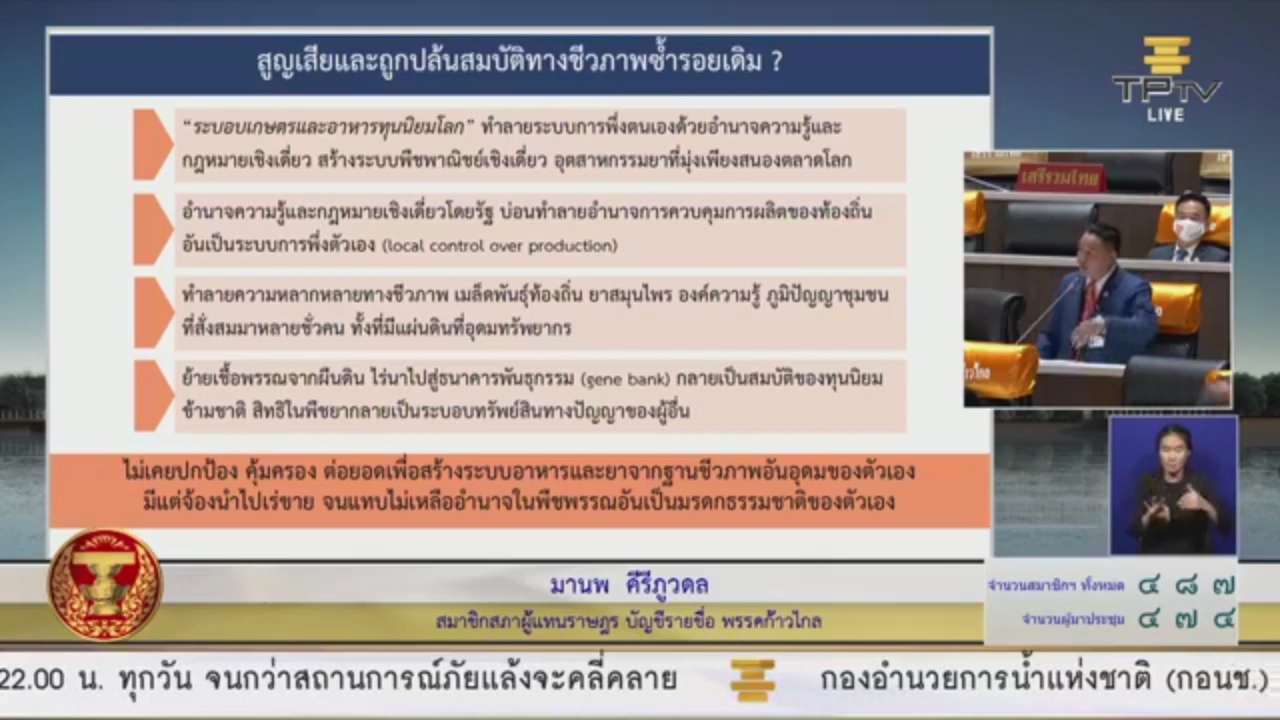 สูญเสียและถูกปล้นสมบัติทางชีวภาพซ้ำรอยเดิม ?
“ระบอบเกษตรและอาหารทุนนิยมโลก” ทำลายระบบการพึ่งตนเองด้วยอำนาจความรู้และ
กฎหมายเชิงเดี่ยว สร้างระบบพืชพาณิชย์เชิงเดี่ยว อุตสาหกรรมยาที่มุ่งเพียงสนองตลาดโลก
อำนาจความรู้และกฎหมายเชิงเดี่ยวโดยรัฐ บ่อนทำลายอำนาจการควบคุมการผลิตของท้องถิ่น
อันเป็นระบบการพึ่งตัวเอง (local control over production)
ทำลายความหลากหลายทางชีวภาพ เมล็ดพันธุ์ท้องถิ่น ยาสมุนไพร องค์ความรู้ ภูมิปัญญาชุมชน
ที่สั่งสมมาหลายชั่วคน ทั้งที่มีแผ่นดินที่อุดมทรัพยากร
ย้ายเชื้อพรรณจากผืนดิน ไร่นาไปสู่ธนาคารพันธุกรรม (gene bank) กลายเป็นสมบัติของทุนนิยม
ข้ามชาติ สิทธิในพืชยากลายเป็นระบอบทรัพย์สินทางปัญญาของผู้อื่น
ไม่เคยปกป้อง คุ้มครอง ต่อยอดเพื่อสร้างระบบอาหารและยาจากฐานชีวภาพอันอุดมของตัวเอง
มีแต่จ้องนำไปเร่ขาย จนแทบไม่เหลืออำนาจในพืชพรรณอันเป็นมรดกธรรมชาติของตัวเอง
TPTV
LIVE
เสรีรวมไทย
มานพ คีรีภูวดล
สมาชิกสภาผู้แทนราษฎร บัญชีรายชื่อ พรรคก้าวไกล
จำนวนสมาชิกฯ ทั้งหมด ๔ ๘ ๗
จำนวนผู้มาประชุม ๔ ๗ ๔
22.00 น. ทุกวัน จนกว่าสถานการณ์ภัยแล้งจะคลี่คลาย กองอำนวยการน้ำแห่งชาติ (กอนช.)